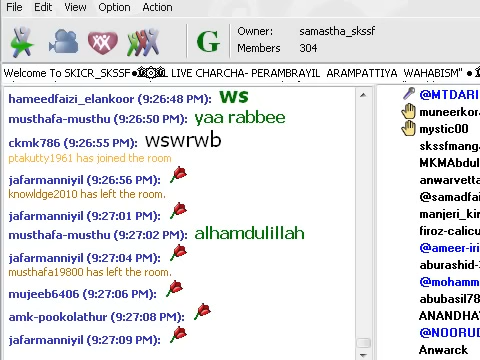 File Edit View Option Action
G Owner: samastha_skssf
Members 304
Welcome To SKICR_SKSSF LIVE CHARCHA- PERAMBRAYIL ARAMPATTIYA WAHABISM"
hameedfaizi_elankoor (9:26:48 PM): ws
musthafa-musthu (9:26:50 PM): yaa rabbee
ckmk786 (9:26:55 PM): wswrwb
ptakutty1961 has joined the room
jafarmanniyil (9:26:56 PM):
knowldge2010 has left the room.
jafarmanniyil (9:27:01 PM):
musthafa-musthu (9:27:02 PM): alhamdulillah
jafarmanniyil (9:27:04 PM):
musthafa19800 has left the room.
mujeeb6406 (9:27:06 PM):
amk-pookolathur (9:27:08 PM):
jafarmanniyil (9:27:09 PM):
@MTDARI
muneerkor
mystic00
skssfmang
MKMAbdul
anwarvetta
@samadfai
manjeri_kir
firoz-calicu
@ameer-iri
aburashid-
@mohamm
abubasil78
ANANDHA
@NOORUD
Anwarck